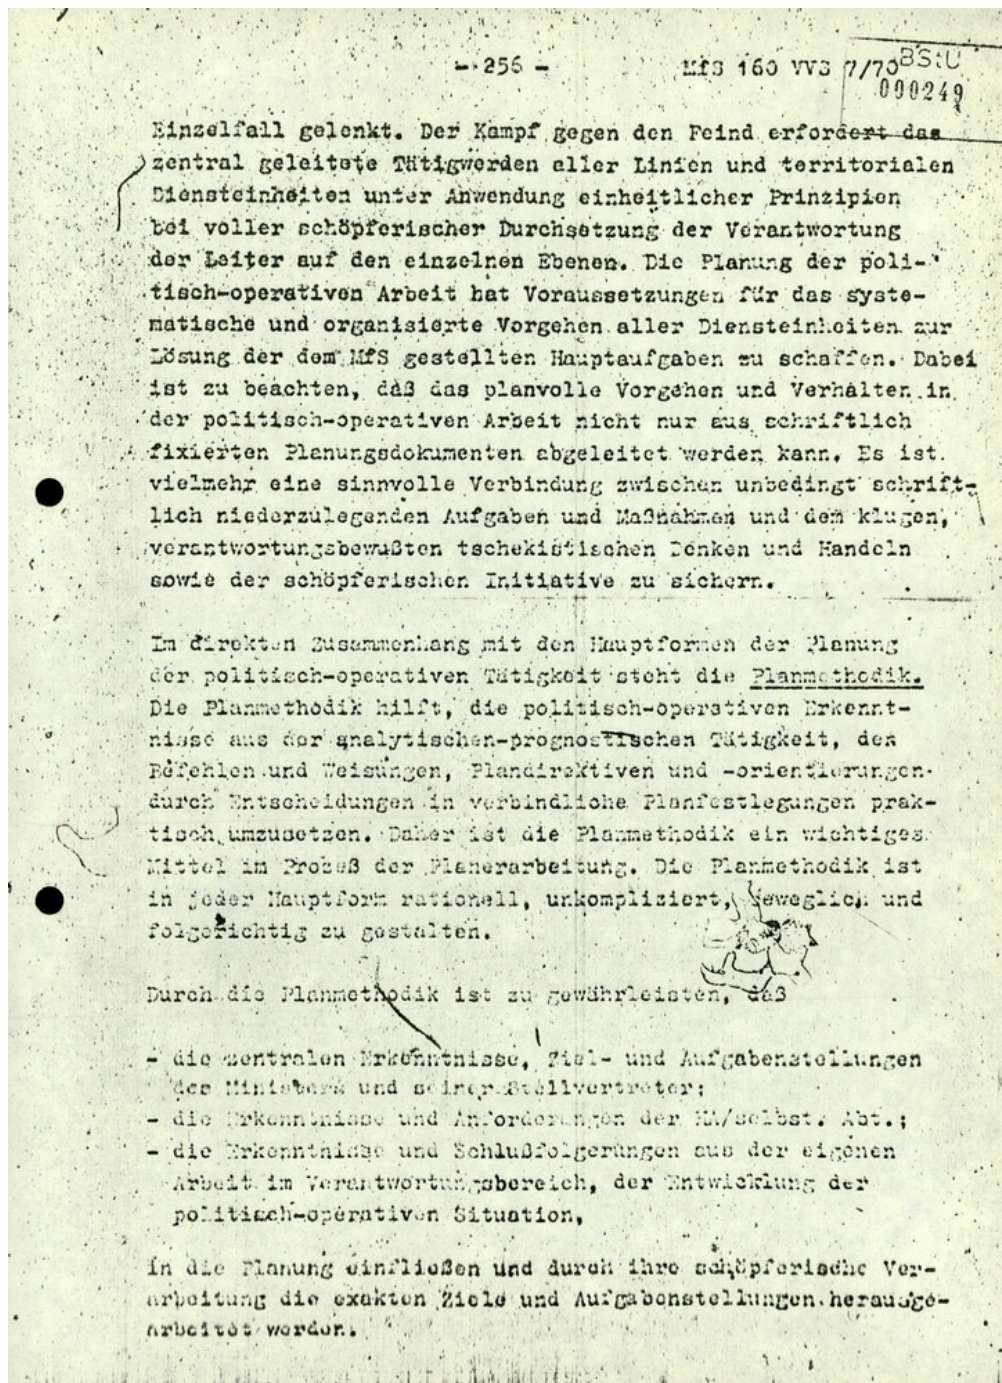 - 256 -
MfS 160 VVS 7/70
BStU
000249
Einzelfall gelenkt. Der Kampf gegen den Feind erfordert das
zentral geleitete Tätigwerden aller Linien und territorialen
Diensteinheiten unter Anwendung einheitlicher Prinzipien
bei voller schöpferischer Durchsetzung der Verantwortung
der Leiter auf den einzelnen Ebenen. Die Planung der poli-
tisch-operativen Arbeit hat Voraussetzungen für das syste-
matische und organisierte Vorgehen aller Diensteinheiten zur
Lösung der dem MfS gestellten Hauptaufgaben zu schaffen. Dabei
ist zu beachten, daß das planvolle Vorgehen und Verhalten in
der politisch-operativen Arbeit nicht nur aus schriftlich
fixierten Planungsdokumenten abgeleitet werden kann. Es ist
vielmehr eine sinnvolle Verbindung zwischen unbedingt schrift-
lich niederzulegenden Aufgaben und Maßnahmen und dem klugen,
verantwortungsbewußten tschekistischen Denken und Handeln
sowie der schöpferischen Initiative zu sichern.
Im direkten Zusammenhang mit den Hauptformen der Planung
der politisch-operativen Tätigkeit steht die Planmethodik.
Die Planmethodik hilft, die politisch-operativen Erkennt-
nisse aus der analytischen-prognostischen Tätigkeit, den
Befehlen und Weisungen, Plandirektiven und -orientierungen
durch Entscheidungen in verbindliche Planfestlegungen prak-
tisch umzusetzen. Daher ist die Planmethodik ein wichtiges
Mittel im Prozeß der Planerarbeitung. Die Planmethodik ist
in jeder Hauptform rationell, unkompliziert, beweglich und
folgerichtig zu gestalten.
Durch die Planmethodik ist zu gewährleisten, daß
- die zentralen Erkenntnisse, Ziel- und Aufgabenstellungen
des Ministers und seiner Stellvertreter;
- die Erkenntnisse und Anforderungen der HA/selbst. Abt.;
- die Erkenntnisse und Schlußfolgerungen aus der eigenen
Arbeit im Verantwortungsbereich, der Entwicklung der
politisch-operativen Situation,
in die Planung einfließen und durch ihre schöpferische Ver-
arbeitung die exakten Ziele und Aufgabenstellungen herausge-
arbeitet werden.